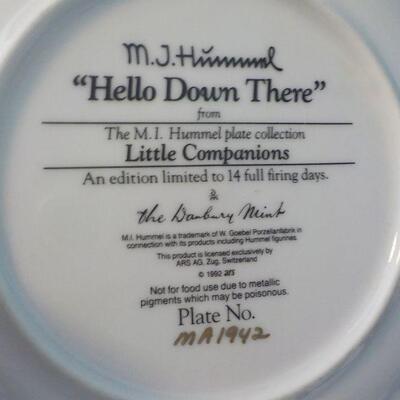 M.J.Hummel
"Hello Down There"
from
The M.I. Hummel plate collection
Little Companions
An edition limited to 14 full firing days.
the Danbury Mint
M.I. Hummel is a trademark of W. Goebel Porzellanfabrik in
connection with its products including Hummel figurines.
This product is licensed exclusively by
ARS AG, Zug, Switzerland
© 1992 ars
Not for food use due to metallic
pigments which may be poisonous.
Plate No.
MA1942